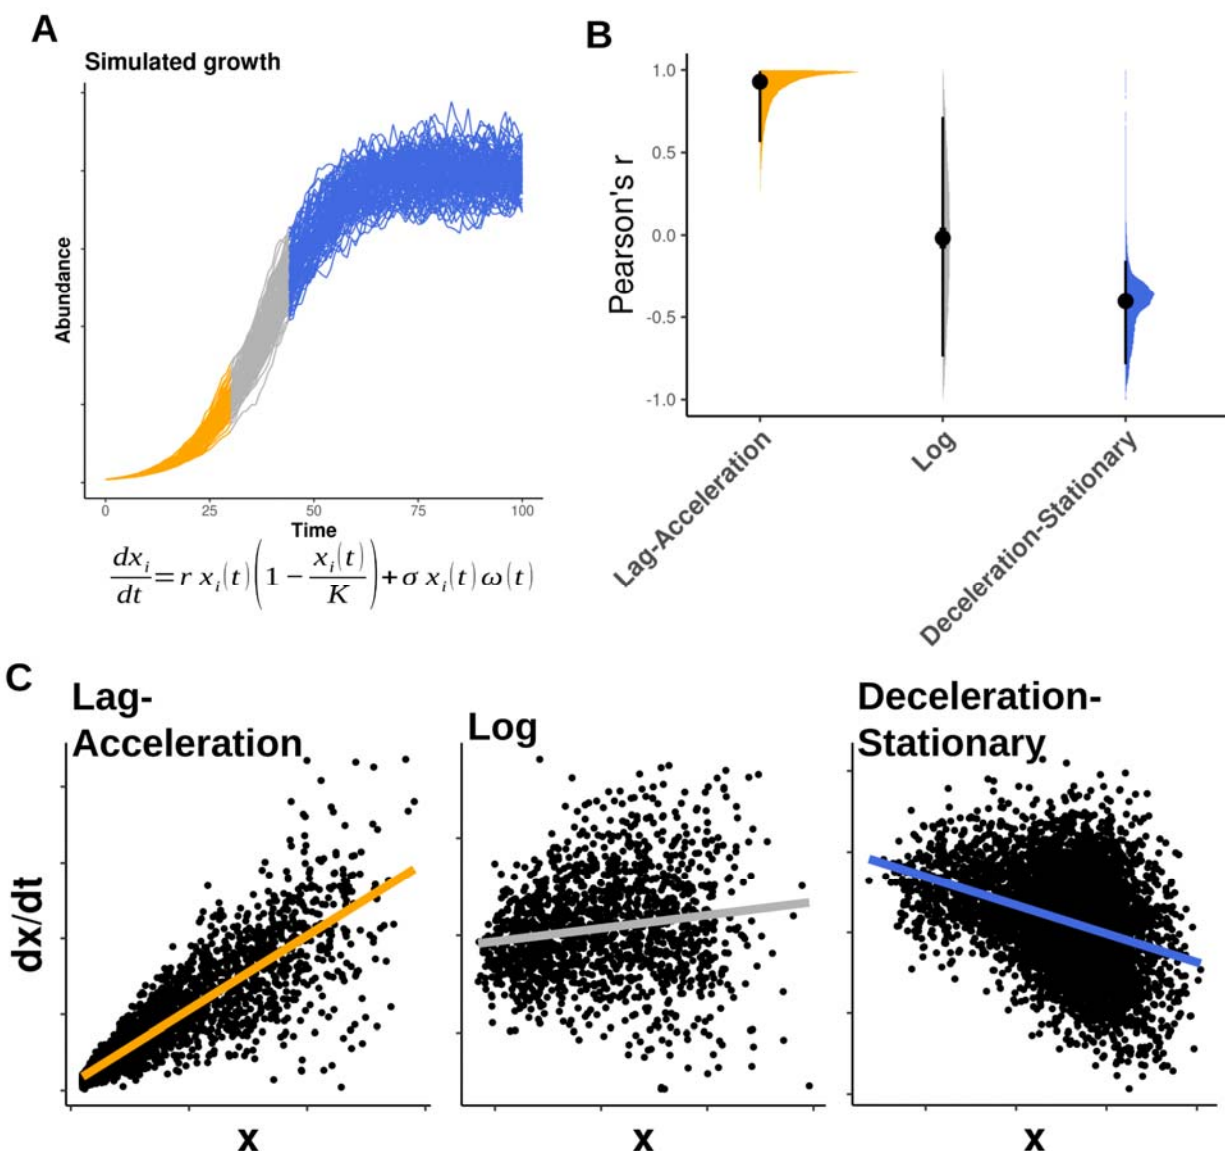 A
Simulated growth
Abundance
0 25 50 75 100
Time
dx_i/dt = r x_i(t) (1 − x_i(t)/K) + σ x_i(t) ω(t)
B
Pearson's r
1.0
0.5
0.0
-0.5
-1.0
Lag-Acceleration
Log
Deceleration-Stationary
C
Lag-
Acceleration
Log
Deceleration-
Stationary
dx/dt
x
x
x